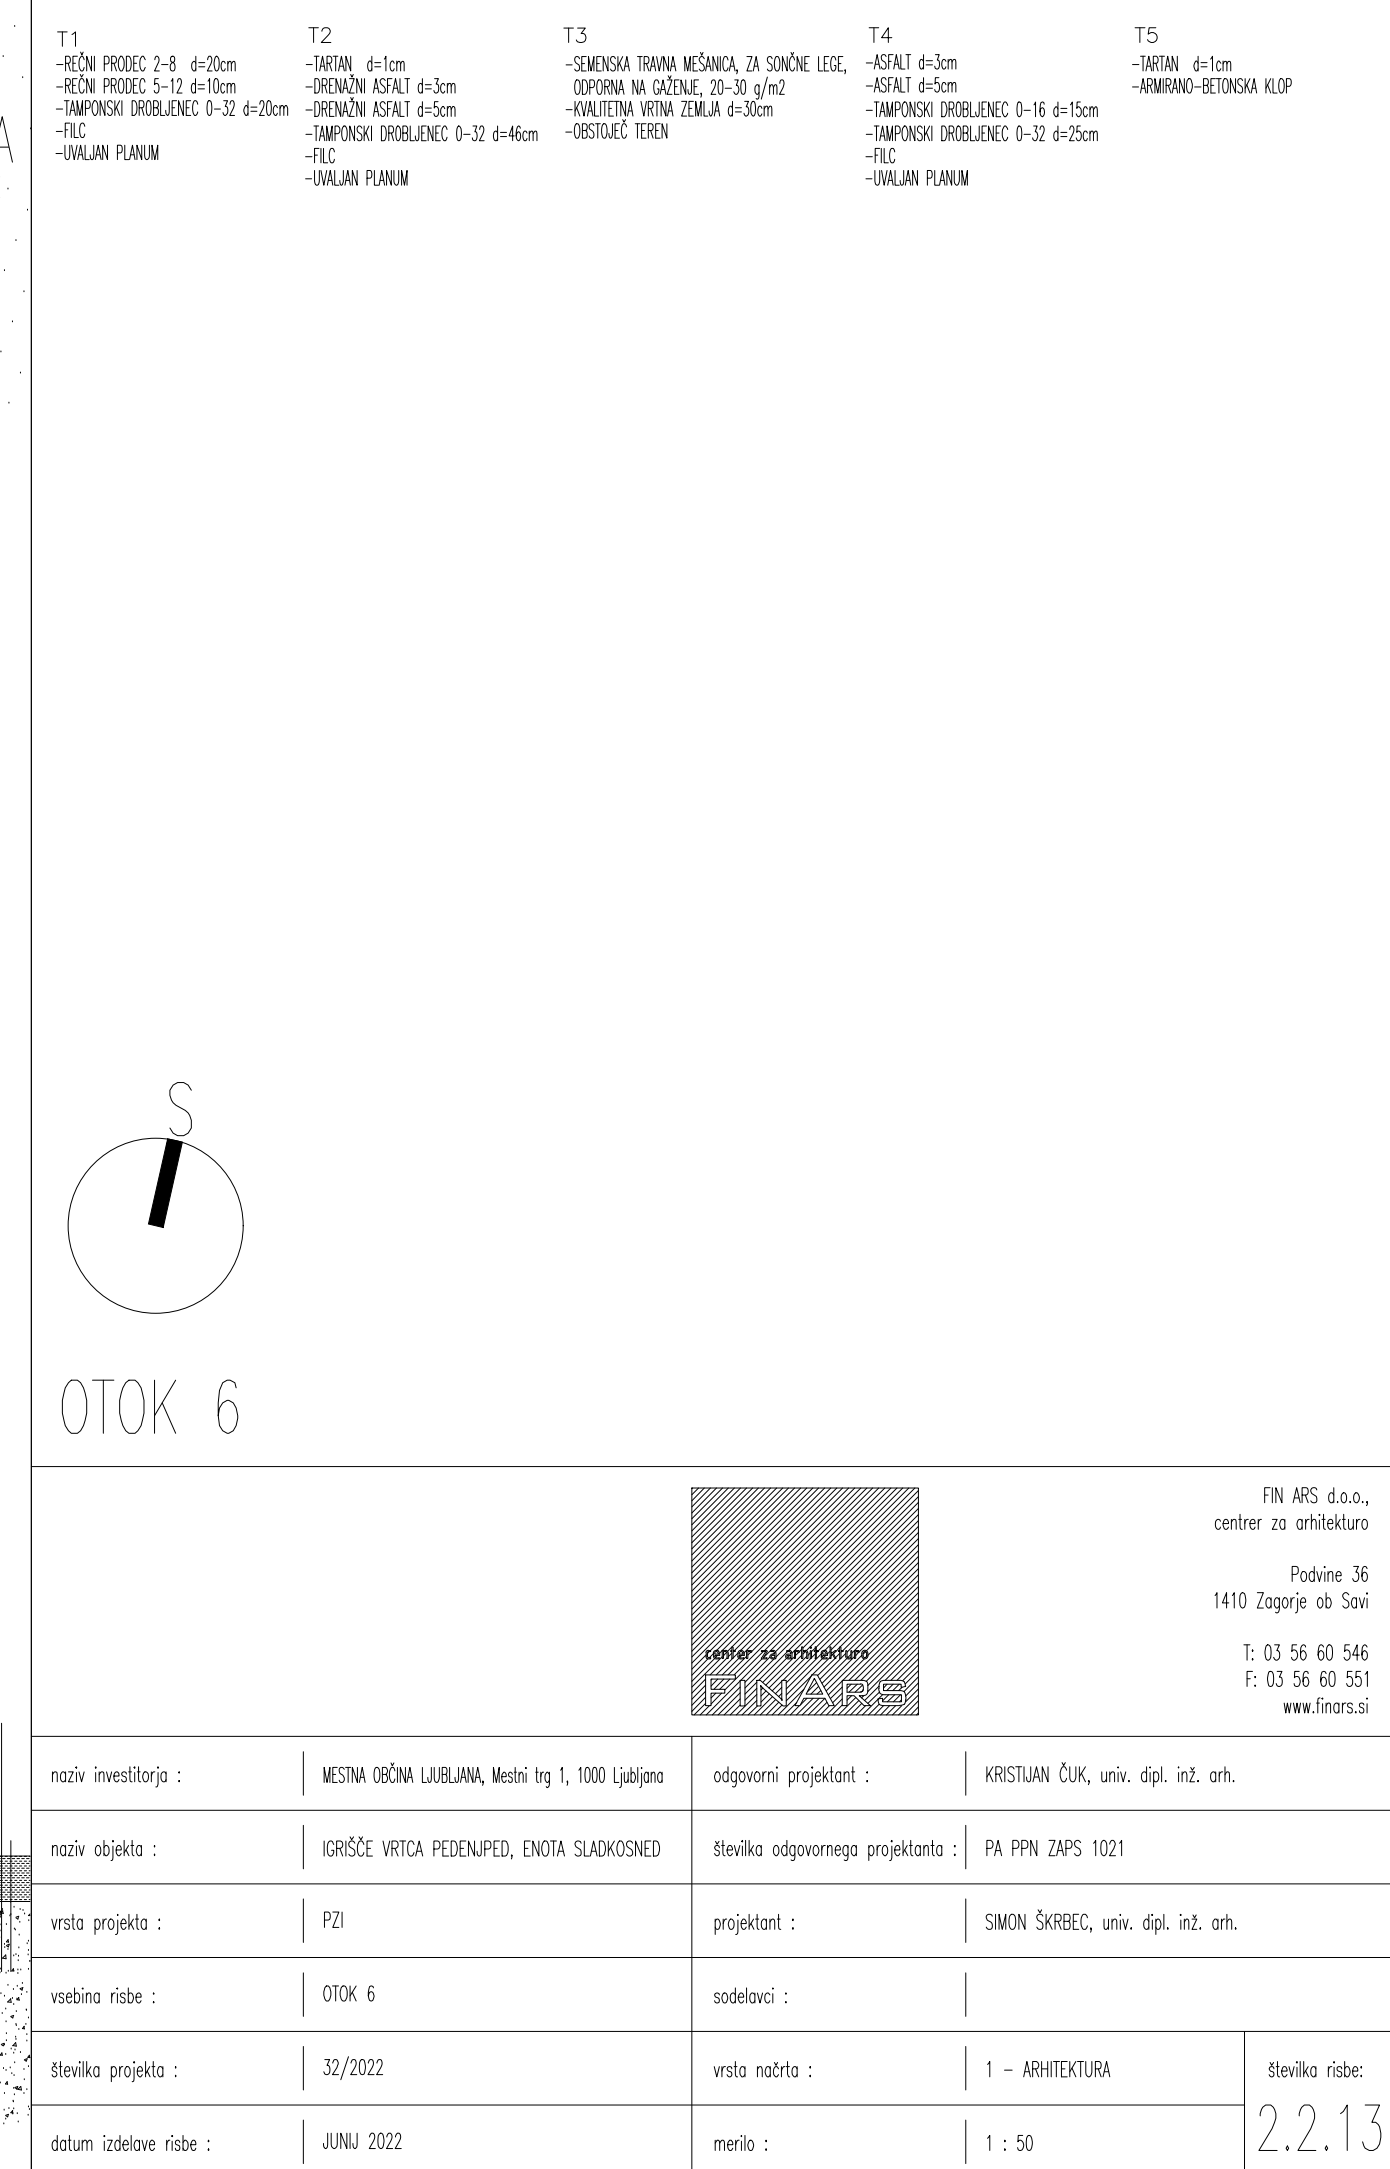 T1
-REČNI PRODEC 2-8 d=20cm
-REČNI PRODEC 5-12 d=10cm
-TAMPONSKI DROBLJENEC 0-32 d=20cm
-FILC
-UVALJAN PLANUM
T2
-TARTAN d=1cm
-DRENAŽNI ASFALT d=3cm
-DRENAŽNI ASFALT d=5cm
-TAMPONSKI DROBLJENEC 0-32 d=46cm
-FILC
-UVALJAN PLANUM
T3
-SEMENSKA TRAVNA MEŠANICA, ZA SONČNE LEGE,
ODPORNA NA GAŽENJE, 20-30 g/m2
-KVALITETNA VRTNA ZEMLJA d=30cm
-OBSTOJEČ TEREN
T4
-ASFALT d=3cm
-ASFALT d=5cm
-TAMPONSKI DROBLJENEC 0-16 d=15cm
-TAMPONSKI DROBLJENEC 0-32 d=25cm
-FILC
-UVALJAN PLANUM
T5
-TARTAN d=1cm
-ARMIRANO-BETONSKA KLOP
S
OTOK 6
center za arhitekturo
FINARS
FIN ARS d.o.o.,
centrer za arhitekturo
Podvine 36
1410 Zagorje ob Savi
T: 03 56 60 546
F: 03 56 60 551
www.finars.si
naziv investitorja : MESTNA OBČINA LJUBLJANA, Mestni trg 1, 1000 Ljubljana
odgovorni projektant : KRISTIJAN ČUK, univ. dipl. inž. arh.
naziv objekta : IGRIŠČE VRTCA PEDENJPED, ENOTA SLADKOSNED
številka odgovornega projektanta : PA PPN ZAPS 1021
vrsta projekta : PZI
projektant : SIMON ŠKRBEC, univ. dipl. inž. arh.
vsebina risbe : OTOK 6
sodelavci :
številka projekta : 32/2022
vrsta načrta : 1 - ARHITEKTURA
številka risbe:
2.2.13
datum izdelave risbe : JUNIJ 2022
merilo : 1 : 50